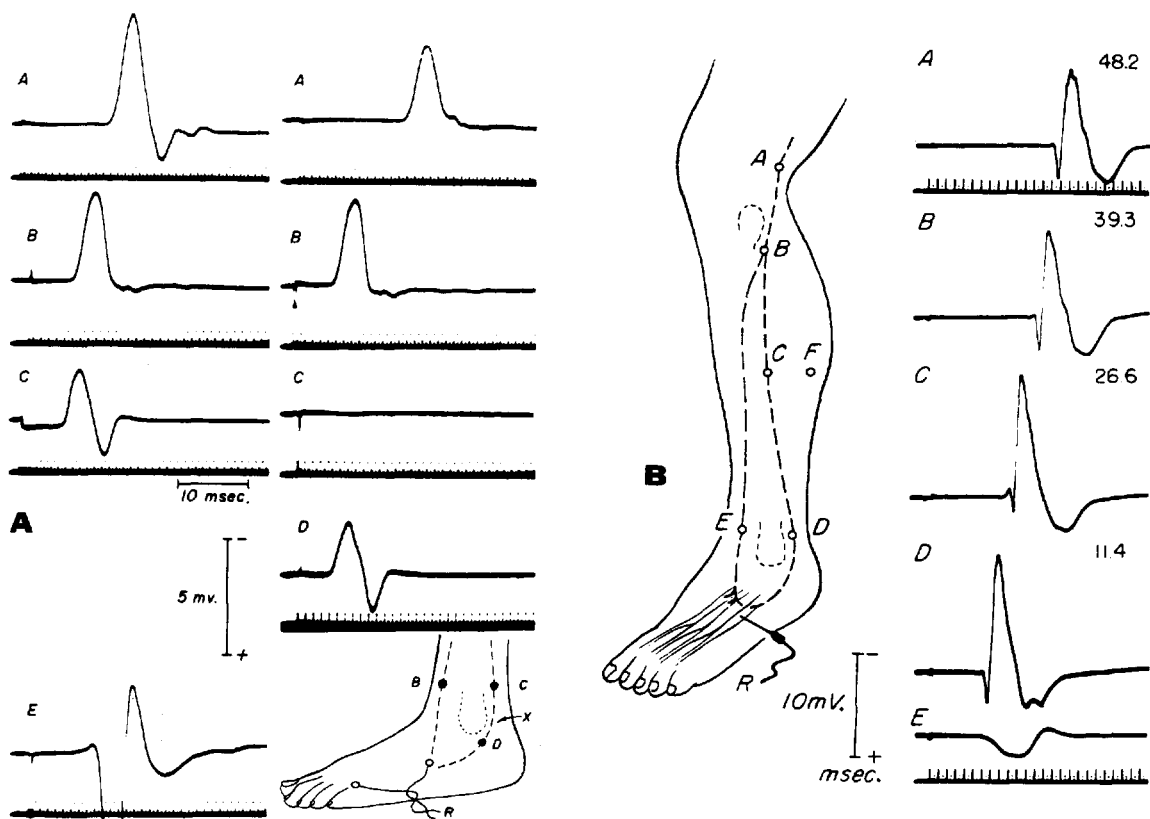 A
A
B
B
C
C
10 msec.
A
D
5 mv.
-
+
E
B
C
X
D
R
A
B
C
F
B
E
D
R
10mV.
-
+
msec.
A
48.2
B
39.3
C
26.6
D
11.4
E